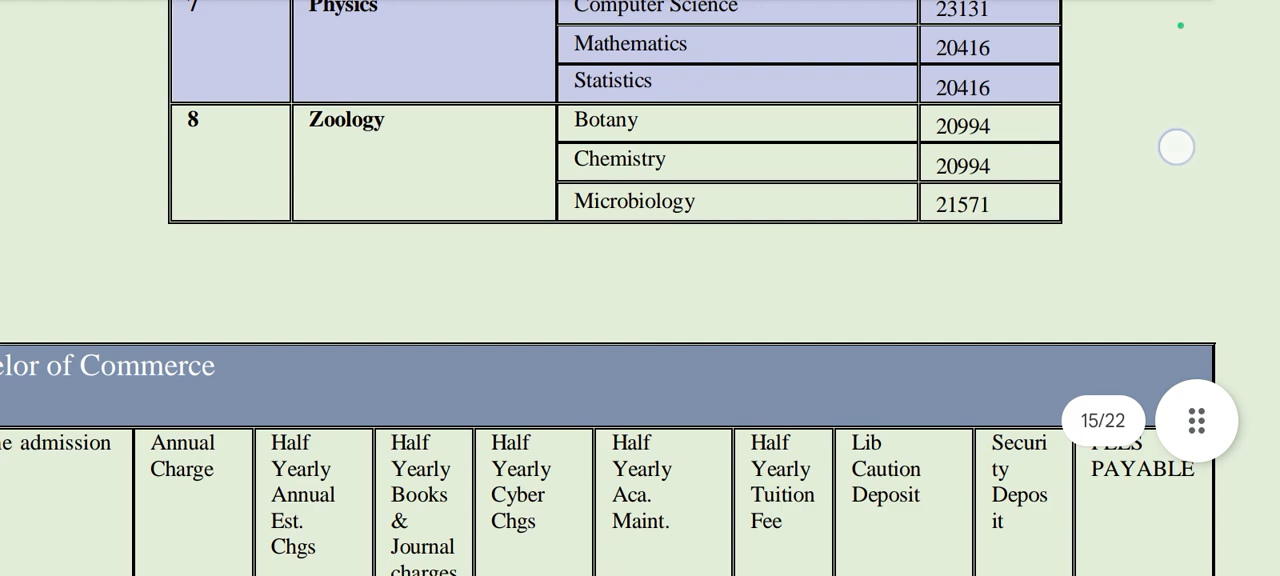 7 Physics Computer Science 23131
Mathematics 20416
Statistics 20416
8 Zoology Botany 20994
Chemistry 20994
Microbiology 21571
elor of Commerce
15/22
e admission
Annual
Charge
Half
Yearly
Annual
Est.
Chgs
Half
Yearly
Books
&
Journal
charges
Half
Yearly
Cyber
Chgs
Half
Yearly
Aca.
Maint.
Half
Yearly
Tuition
Fee
Lib
Caution
Deposit
Securi
ty
Depos
it
FEES
PAYABLE